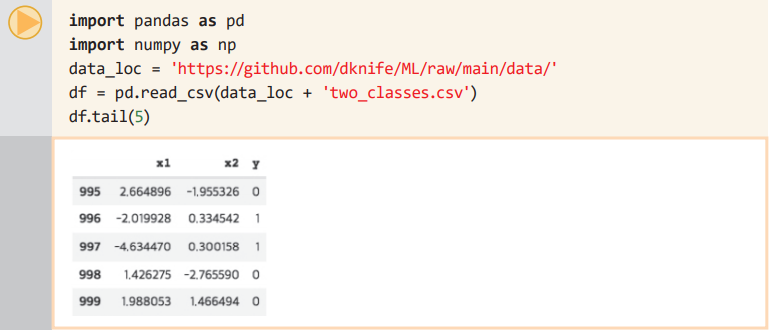 import pandas as pd
import numpy as np
data_loc = 'https://github.com/dknife/ML/raw/main/data/'
df = pd.read_csv(data_loc + 'two_classes.csv')
df.tail(5)
x1 x2 y
995 2.664896 -1.955326 0
996 -2.019928 0.334542 1
997 -4.634470 0.300158 1
998 1.426275 -2.765590 0
999 1.988053 1.466494 0